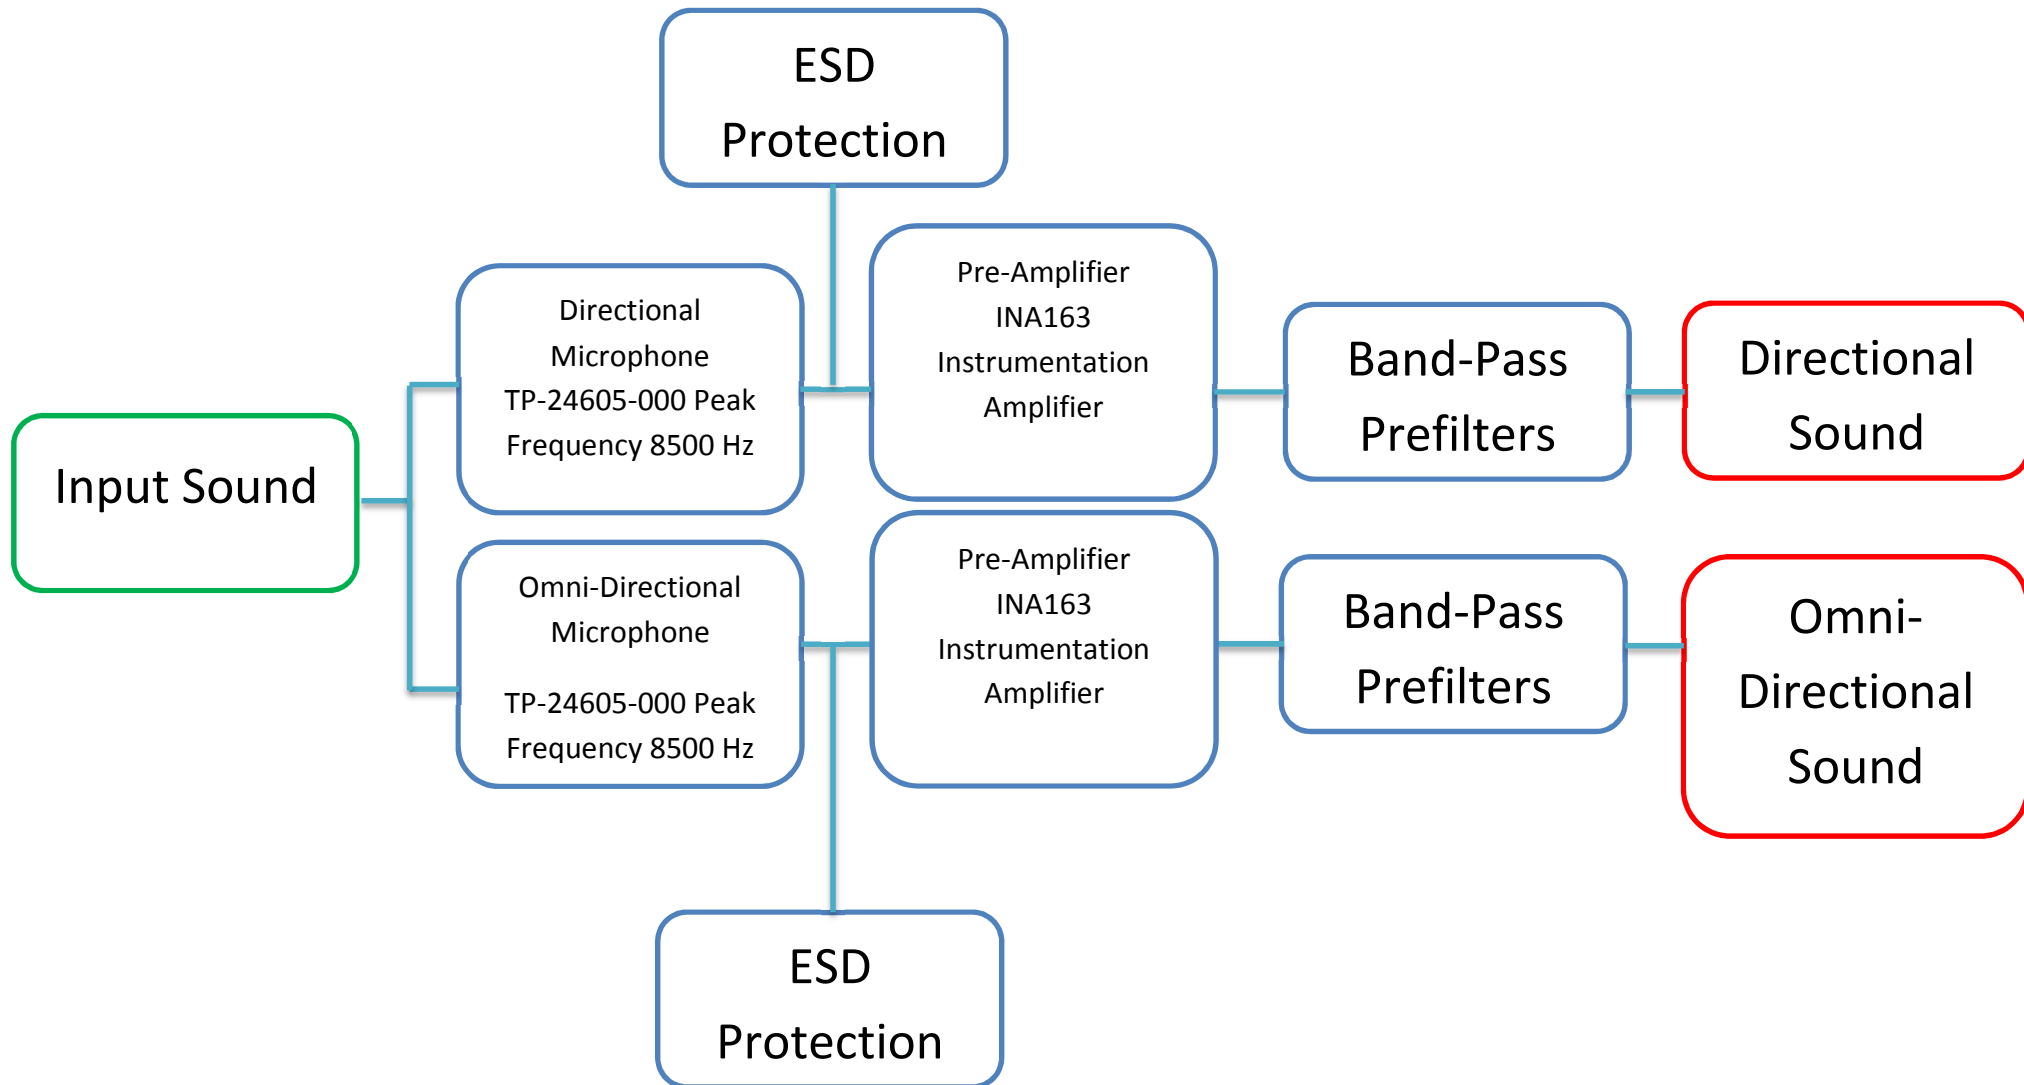 ESD
Protection
Directional
Microphone
TP-24605-000 Peak
Frequency 8500 Hz
Pre-Amplifier
INA163
Instrumentation
Amplifier
Band-Pass
Prefilters
Directional
Sound
Input Sound
Omni-Directional
Microphone
TP-24605-000 Peak
Frequency 8500 Hz
Pre-Amplifier
INA163
Instrumentation
Amplifier
Band-Pass
Prefilters
Omni-
Directional
Sound
ESD
Protection